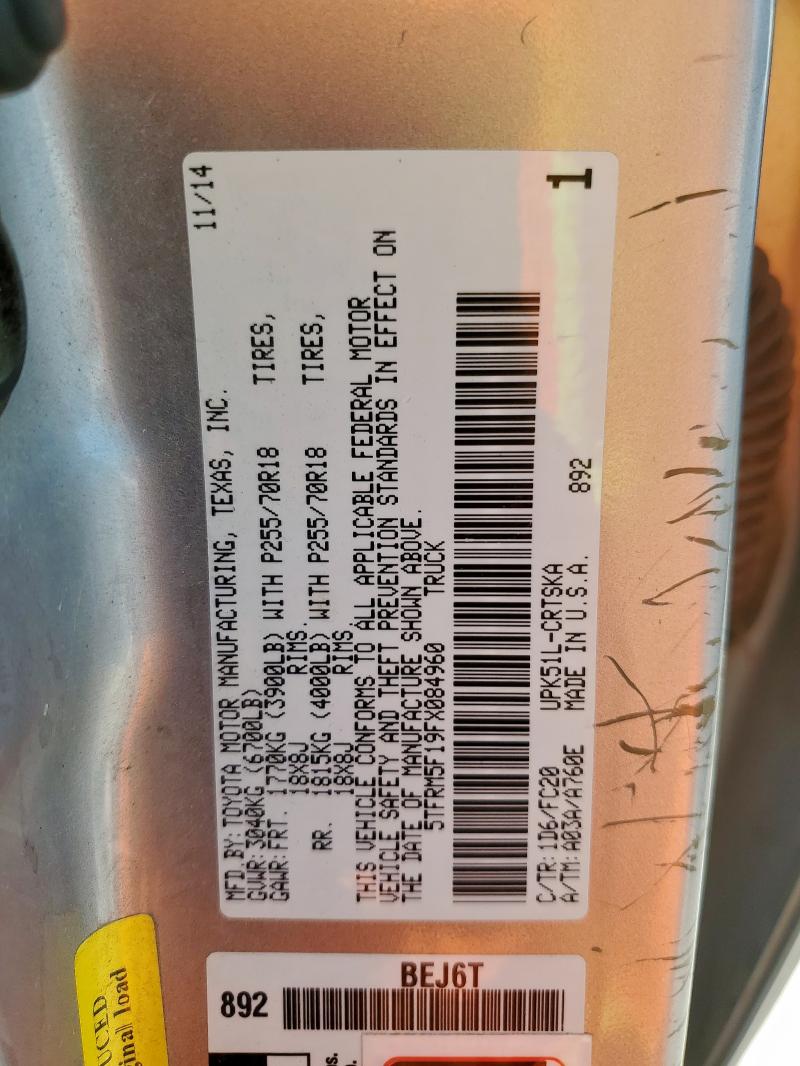 11/14
MFD.BY:TOYOTA MOTOR MANUFACTURING, TEXAS, INC.
GVWR:3040KG (6700LB)
GAWR:FRT. 1770KG (3900LB) WITH P255/70R18 TIRES,
18X8J RIMS.
RR. 1815KG (4000LB) WITH P255/70R18 TIRES,
18X8J RIMS.
THIS VEHICLE CONFORMS TO ALL APPLICABLE FEDERAL MOTOR
VEHICLE SAFETY AND THEFT PREVENTION STANDARDS IN EFFECT ON
THE DATE OF MANUFACTURE SHOWN ABOVE.
5TFRM5F19FX084960 TRUCK
C/TR:1D6/FC20 UPK51L-CRTSKA 892
A/TM:A03A/A760E MADE IN U.S.A.
1
BEJ6T
892
UCED
ginal load